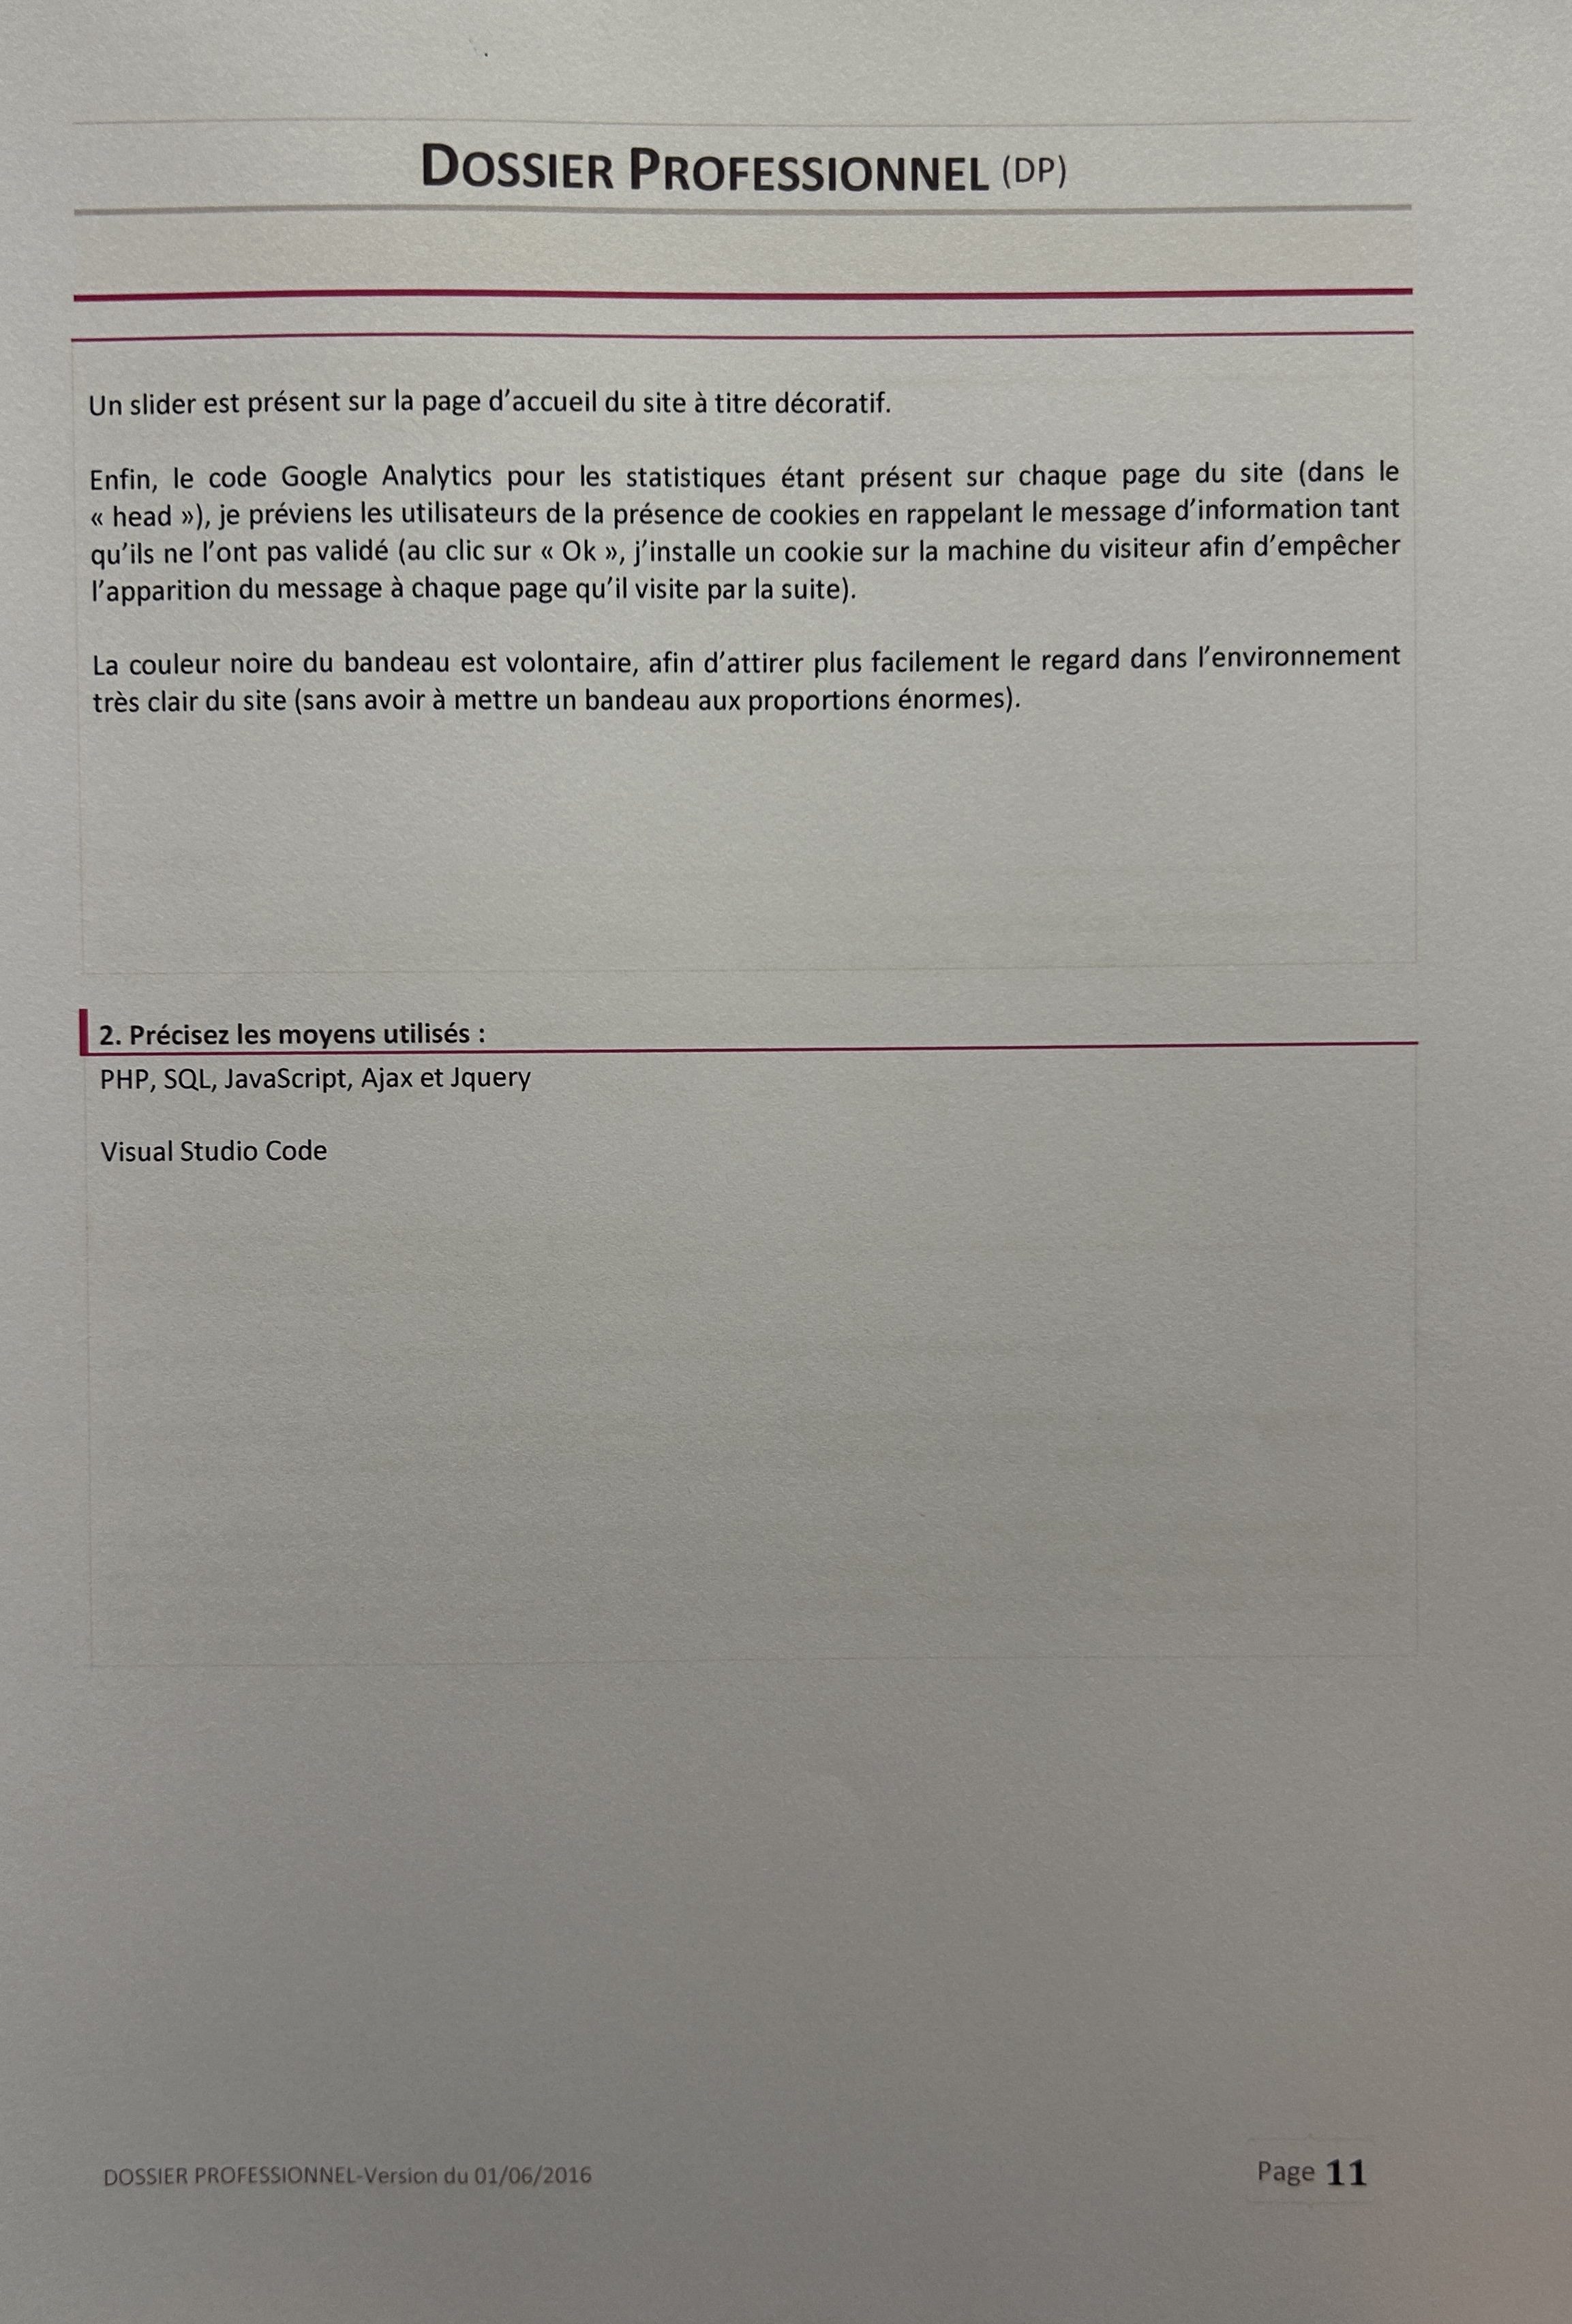 DOSSIER PROFESSIONNEL (DP)
Un slider est présent sur la page d’accueil du site à titre décoratif.
Enfin, le code Google Analytics pour les statistiques étant présent sur chaque page du site (dans le
« head »), je préviens les utilisateurs de la présence de cookies en rappelant le message d’information tant
qu’ils ne l’ont pas validé (au clic sur « Ok », j’installe un cookie sur la machine du visiteur afin d’empêcher
l’apparition du message à chaque page qu’il visite par la suite).
La couleur noire du bandeau est volontaire, afin d’attirer plus facilement le regard dans l’environnement
très clair du site (sans avoir à mettre un bandeau aux proportions énormes).
2. Précisez les moyens utilisés :
PHP, SQL, JavaScript, Ajax et Jquery
Visual Studio Code
DOSSIER PROFESSIONNEL-Version du 01/06/2016
Page 11